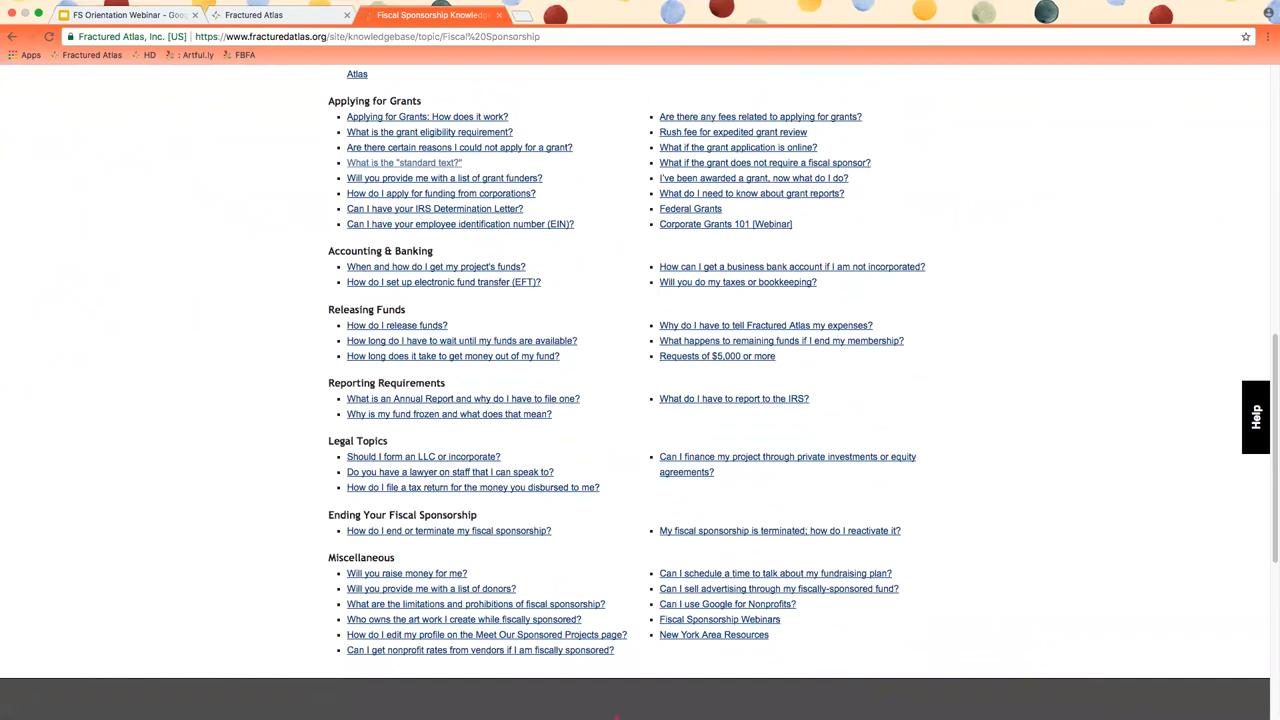 FS Orientation Webinar - Goo
Fractured Atlas
Fiscal Sponsorship Knowledg
Fractured Atlas, Inc. [US] | https://www.fracturedatlas.org/site/knowledgebase/topic/Fiscal%20Sponsorship
Apps Fractured Atlas HD : Artful.ly FBFA
Atlas
Applying for Grants
Applying for Grants: How does it work?
What is the grant eligibility requirement?
Are there certain reasons I could not apply for a grant?
What is the "standard text?"
Will you provide me with a list of grant funders?
How do I apply for funding from corporations?
Can I have your IRS Determination Letter?
Can I have your employee identification number (EIN)?
Are there any fees related to applying for grants?
Rush fee for expedited grant review
What if the grant application is online?
What if the grant does not require a fiscal sponsor?
I've been awarded a grant, now what do I do?
What do I need to know about grant reports?
Federal Grants
Corporate Grants 101 [Webinar]
Accounting & Banking
When and how do I get my project's funds?
How do I set up electronic fund transfer (EFT)?
How can I get a business bank account if I am not incorporated?
Will you do my taxes or bookkeeping?
Releasing Funds
How do I release funds?
How long do I have to wait until my funds are available?
How long does it take to get money out of my fund?
Why do I have to tell Fractured Atlas my expenses?
What happens to remaining funds if I end my membership?
Requests of $5,000 or more
Reporting Requirements
What is an Annual Report and why do I have to file one?
Why is my fund frozen and what does that mean?
What do I have to report to the IRS?
Legal Topics
Should I form an LLC or incorporate?
Do you have a lawyer on staff that I can speak to?
How do I file a tax return for the money you disbursed to me?
Can I finance my project through private investments or equity
agreements?
Ending Your Fiscal Sponsorship
How do I end or terminate my fiscal sponsorship?
My fiscal sponsorship is terminated; how do I reactivate it?
Miscellaneous
Will you raise money for me?
Will you provide me with a list of donors?
What are the limitations and prohibitions of fiscal sponsorship?
Who owns the art work I create while fiscally sponsored?
How do I edit my profile on the Meet Our Sponsored Projects page?
Can I get nonprofit rates from vendors if I am fiscally sponsored?
Can I schedule a time to talk about my fundraising plan?
Can I sell advertising through my fiscally-sponsored fund?
Can I use Google for Nonprofits?
Fiscal Sponsorship Webinars
New York Area Resources
Help